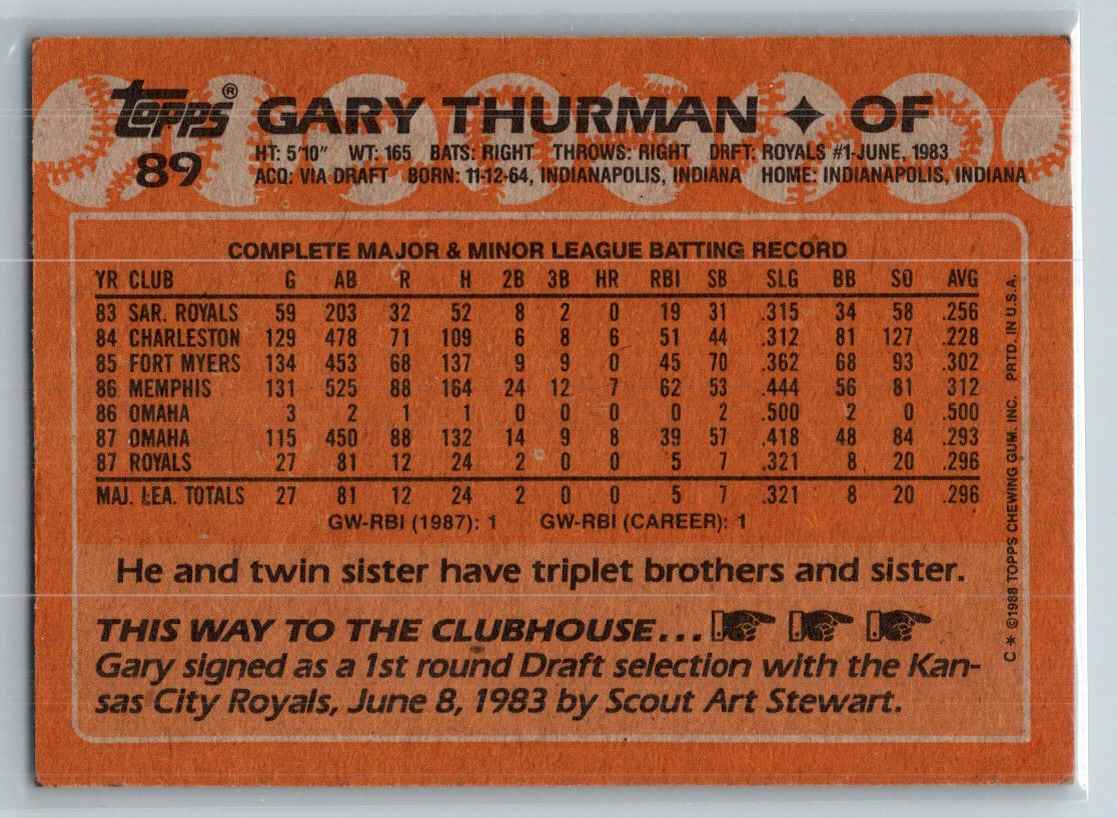 topps® GARY THURMAN ✦ OF
89 HT: 5'10" WT: 165 BATS: RIGHT THROWS: RIGHT DRFT: ROYALS #1-JUNE, 1983
ACQ: VIA DRAFT BORN: 11-12-64, INDIANAPOLIS, INDIANA HOME: INDIANAPOLIS, INDIANA
COMPLETE MAJOR & MINOR LEAGUE BATTING RECORD
YR CLUB G AB R H 2B 3B HR RBI SB SLG BB SO AVG
83 SAR. ROYALS 59 203 32 52 8 2 0 19 31 .315 34 58 .256
84 CHARLESTON 129 478 71 109 6 8 6 51 44 .312 81 127 .228
85 FORT MYERS 134 453 68 137 9 9 0 45 70 .362 68 93 .302
86 MEMPHIS 131 525 88 164 24 12 7 62 53 .444 56 81 .312
86 OMAHA 3 2 1 1 0 0 0 0 2 .500 2 0 .500
87 OMAHA 115 450 88 132 14 9 8 39 57 .418 48 84 .293
87 ROYALS 27 81 12 24 2 0 0 5 7 .321 8 20 .296
MAJ. LEA. TOTALS 27 81 12 24 2 0 0 5 7 .321 8 20 .296
GW-RBI (1987): 1 GW-RBI (CAREER): 1
He and twin sister have triplet brothers and sister.
THIS WAY TO THE CLUBHOUSE...
Gary signed as a 1st round Draft selection with the Kan-
sas City Royals, June 8, 1983 by Scout Art Stewart.
C * ©1988 TOPPS CHEWING GUM. INC. PRTD. IN U.S.A.